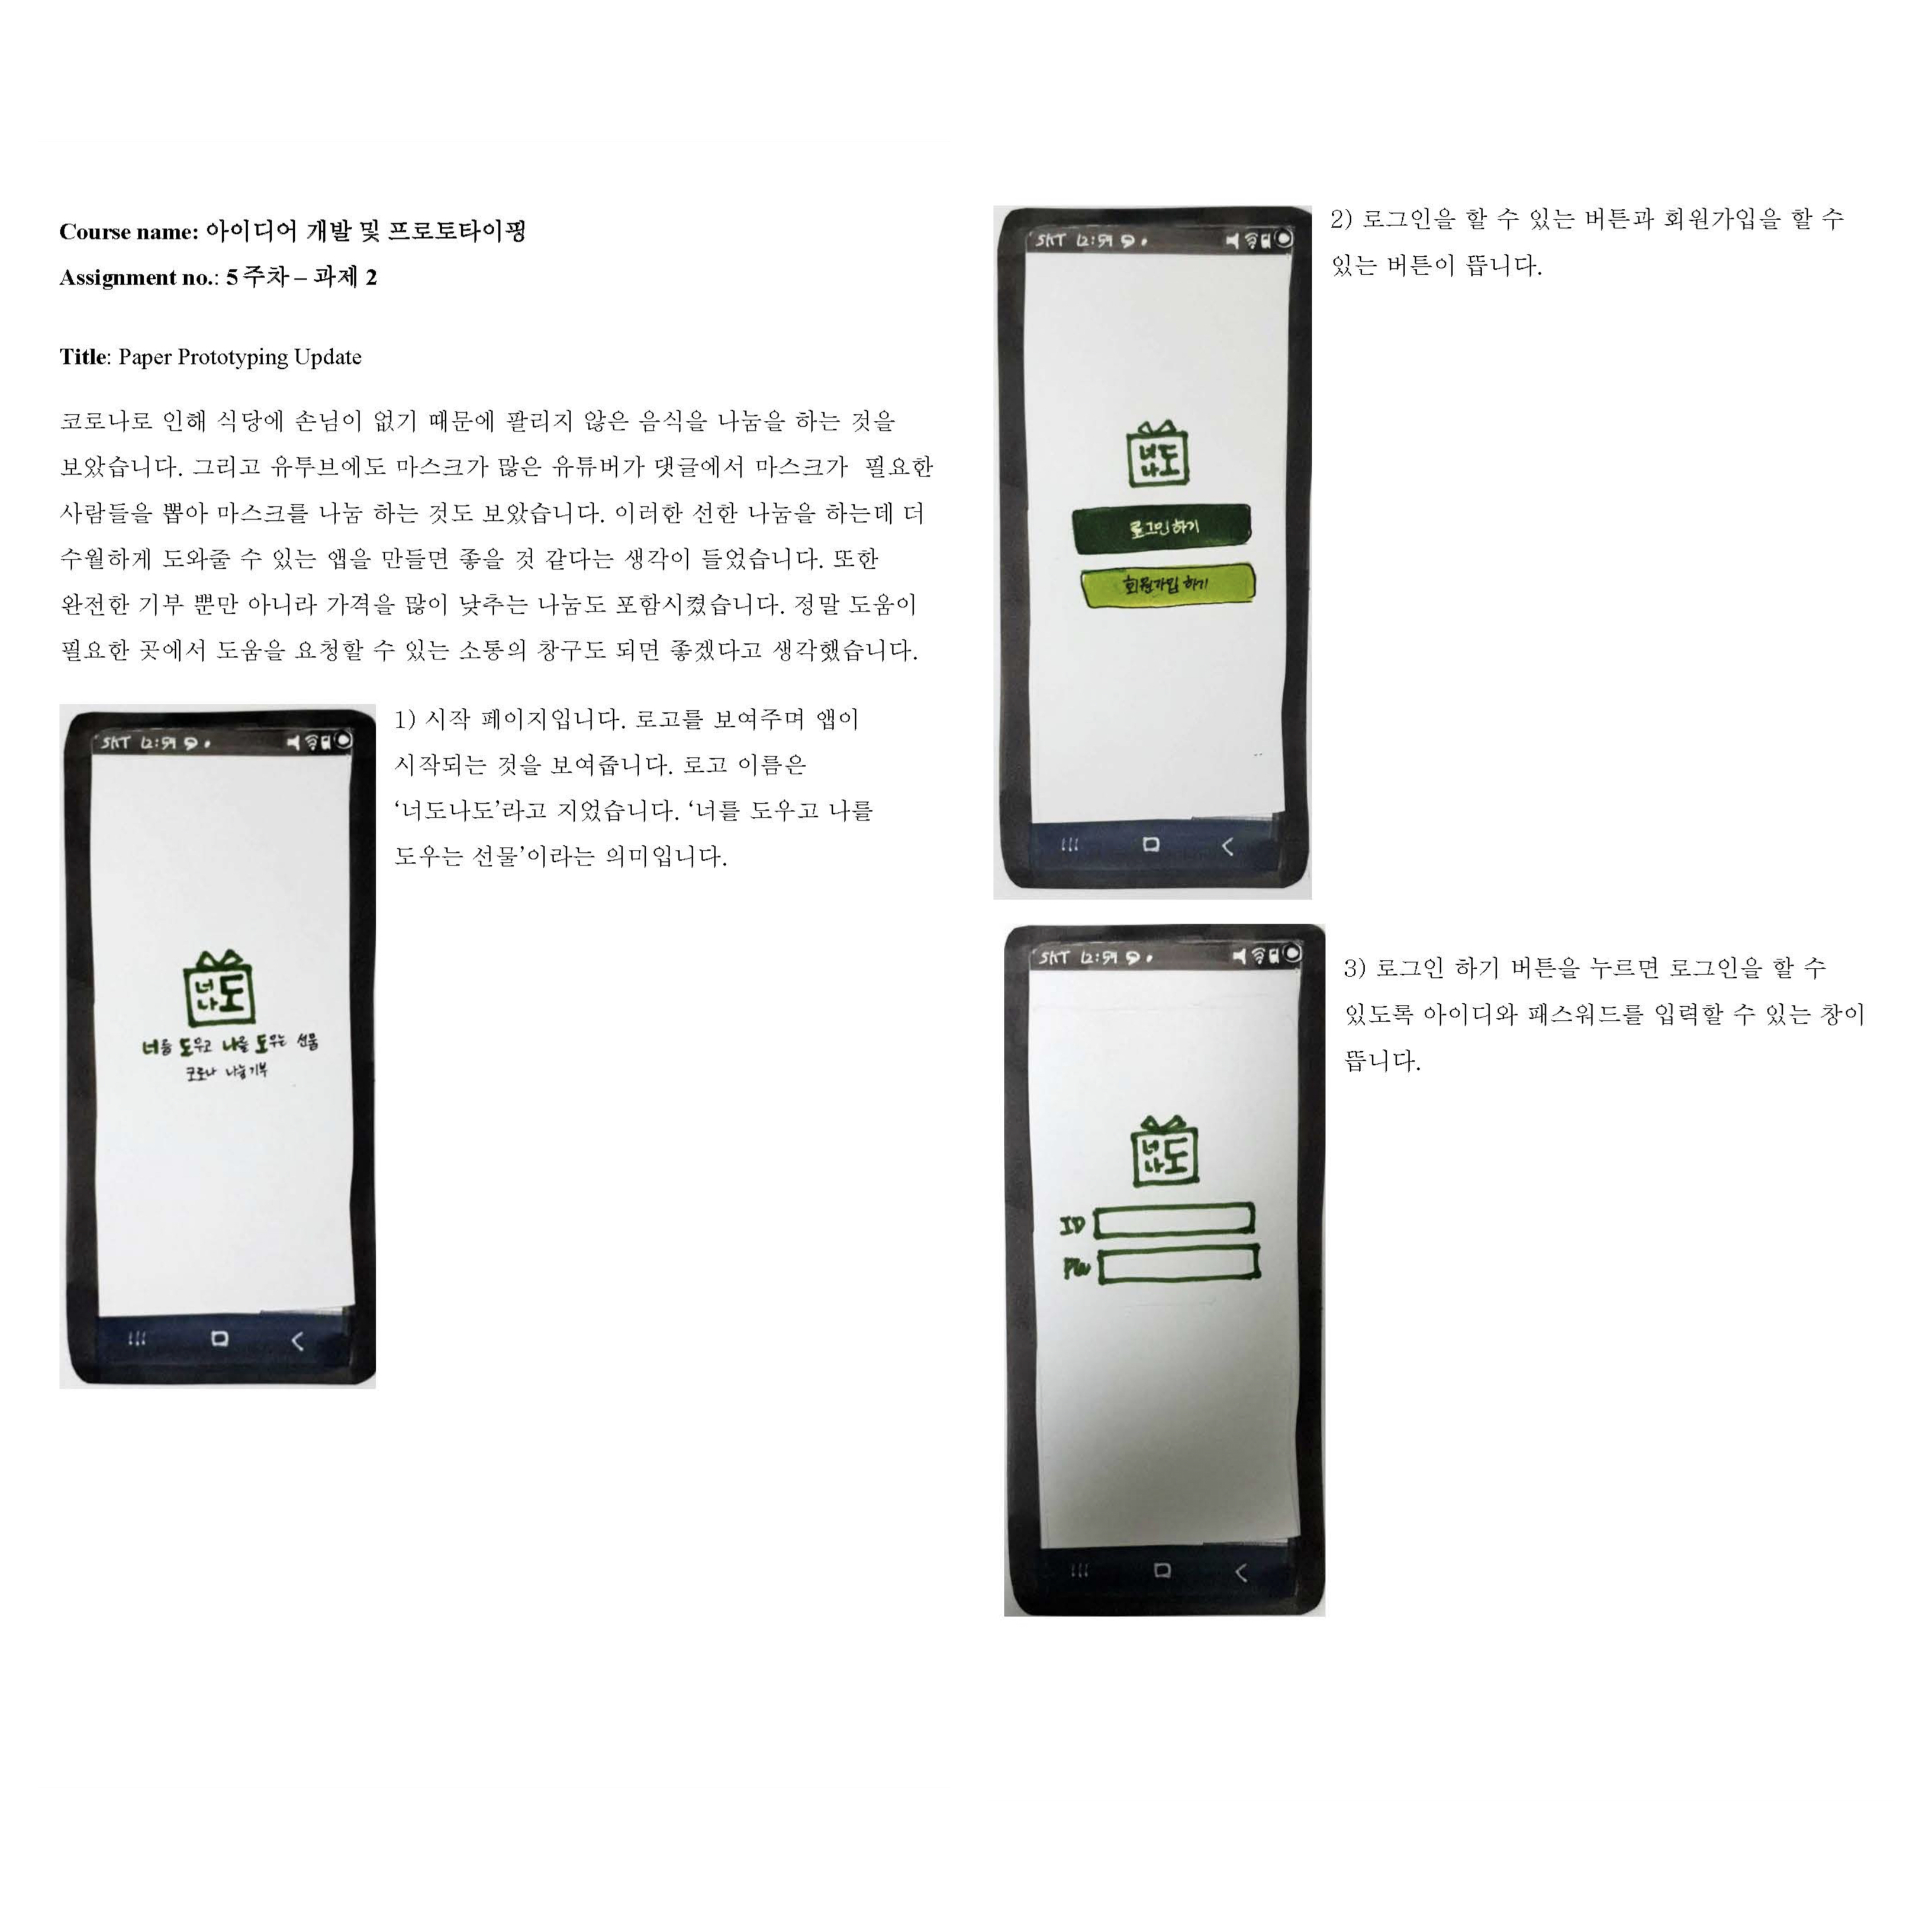 Course name: 아이디어 개발 및 프로토타이핑
Assignment no.: 5주차 – 과제 2
Title: Paper Prototyping Update
코로나로 인해 식당에 손님이 없기 때문에 팔리지 않은 음식을 나눔을 하는 것을
보았습니다. 그리고 유투브에도 마스크가 많은 유튜버가 댓글에서 마스크가 필요한
사람들을 뽑아 마스크를 나눔 하는 것도 보았습니다. 이러한 선한 나눔을 하는데 더
수월하게 도와줄 수 있는 앱을 만들면 좋을 것 같다는 생각이 들었습니다. 또한
완전한 기부 뿐만 아니라 가격을 많이 낮추는 나눔도 포함시켰습니다. 정말 도움이
필요한 곳에서 도움을 요청할 수 있는 소통의 창구도 되면 좋겠다고 생각했습니다.
SKT 12:59
너 도
나
너를 도우고 나를 도우는 선물
코로나 나눔기부
1) 시작 페이지입니다. 로고를 보여주며 앱이
시작되는 것을 보여줍니다. 로고 이름은
‘너도나도’라고 지었습니다. ‘너를 도우고 나를
도우는 선물’이라는 의미입니다.
SKT 12:59
너 도
나
로그인하기
회원가입 하기
2) 로그인을 할 수 있는 버튼과 회원가입을 할 수
있는 버튼이 뜹니다.
SKT 12:59
너 도
나
ID
PW
3) 로그인 하기 버튼을 누르면 로그인을 할 수
있도록 아이디와 패스워드를 입력할 수 있는 창이
뜹니다.